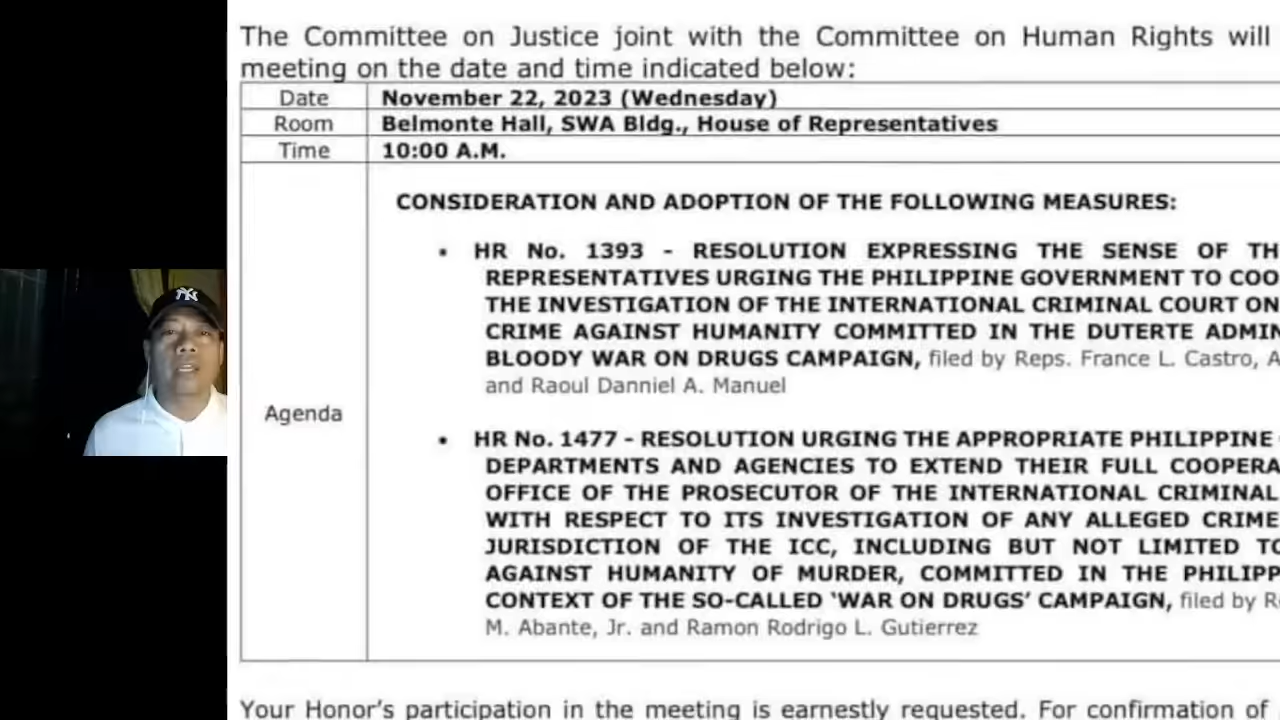 The Committee on Justice joint with the Committee on Human Rights will
meeting on the date and time indicated below:
Date November 22, 2023 (Wednesday)
Room Belmonte Hall, SWA Bldg., House of Representatives
Time 10:00 A.M.
Agenda
CONSIDERATION AND ADOPTION OF THE FOLLOWING MEASURES:
• HR No. 1393 - RESOLUTION EXPRESSING THE SENSE OF TH
REPRESENTATIVES URGING THE PHILIPPINE GOVERNMENT TO COO
THE INVESTIGATION OF THE INTERNATIONAL CRIMINAL COURT ON
CRIME AGAINST HUMANITY COMMITTED IN THE DUTERTE ADMIN
BLOODY WAR ON DRUGS CAMPAIGN, filed by Reps. France L. Castro, A
and Raoul Danniel A. Manuel
• HR No. 1477 - RESOLUTION URGING THE APPROPRIATE PHILIPPINE
DEPARTMENTS AND AGENCIES TO EXTEND THEIR FULL COOPERA
OFFICE OF THE PROSECUTOR OF THE INTERNATIONAL CRIMINAL
WITH RESPECT TO ITS INVESTIGATION OF ANY ALLEGED CRIME
JURISDICTION OF THE ICC, INCLUDING BUT NOT LIMITED TO
AGAINST HUMANITY OF MURDER, COMMITTED IN THE PHILIPP
CONTEXT OF THE SO-CALLED ‘WAR ON DRUGS’ CAMPAIGN, filed by R
M. Abante, Jr. and Ramon Rodrigo L. Gutierrez
Your Honor’s participation in the meeting is earnestly requested. For confirmation of
NY